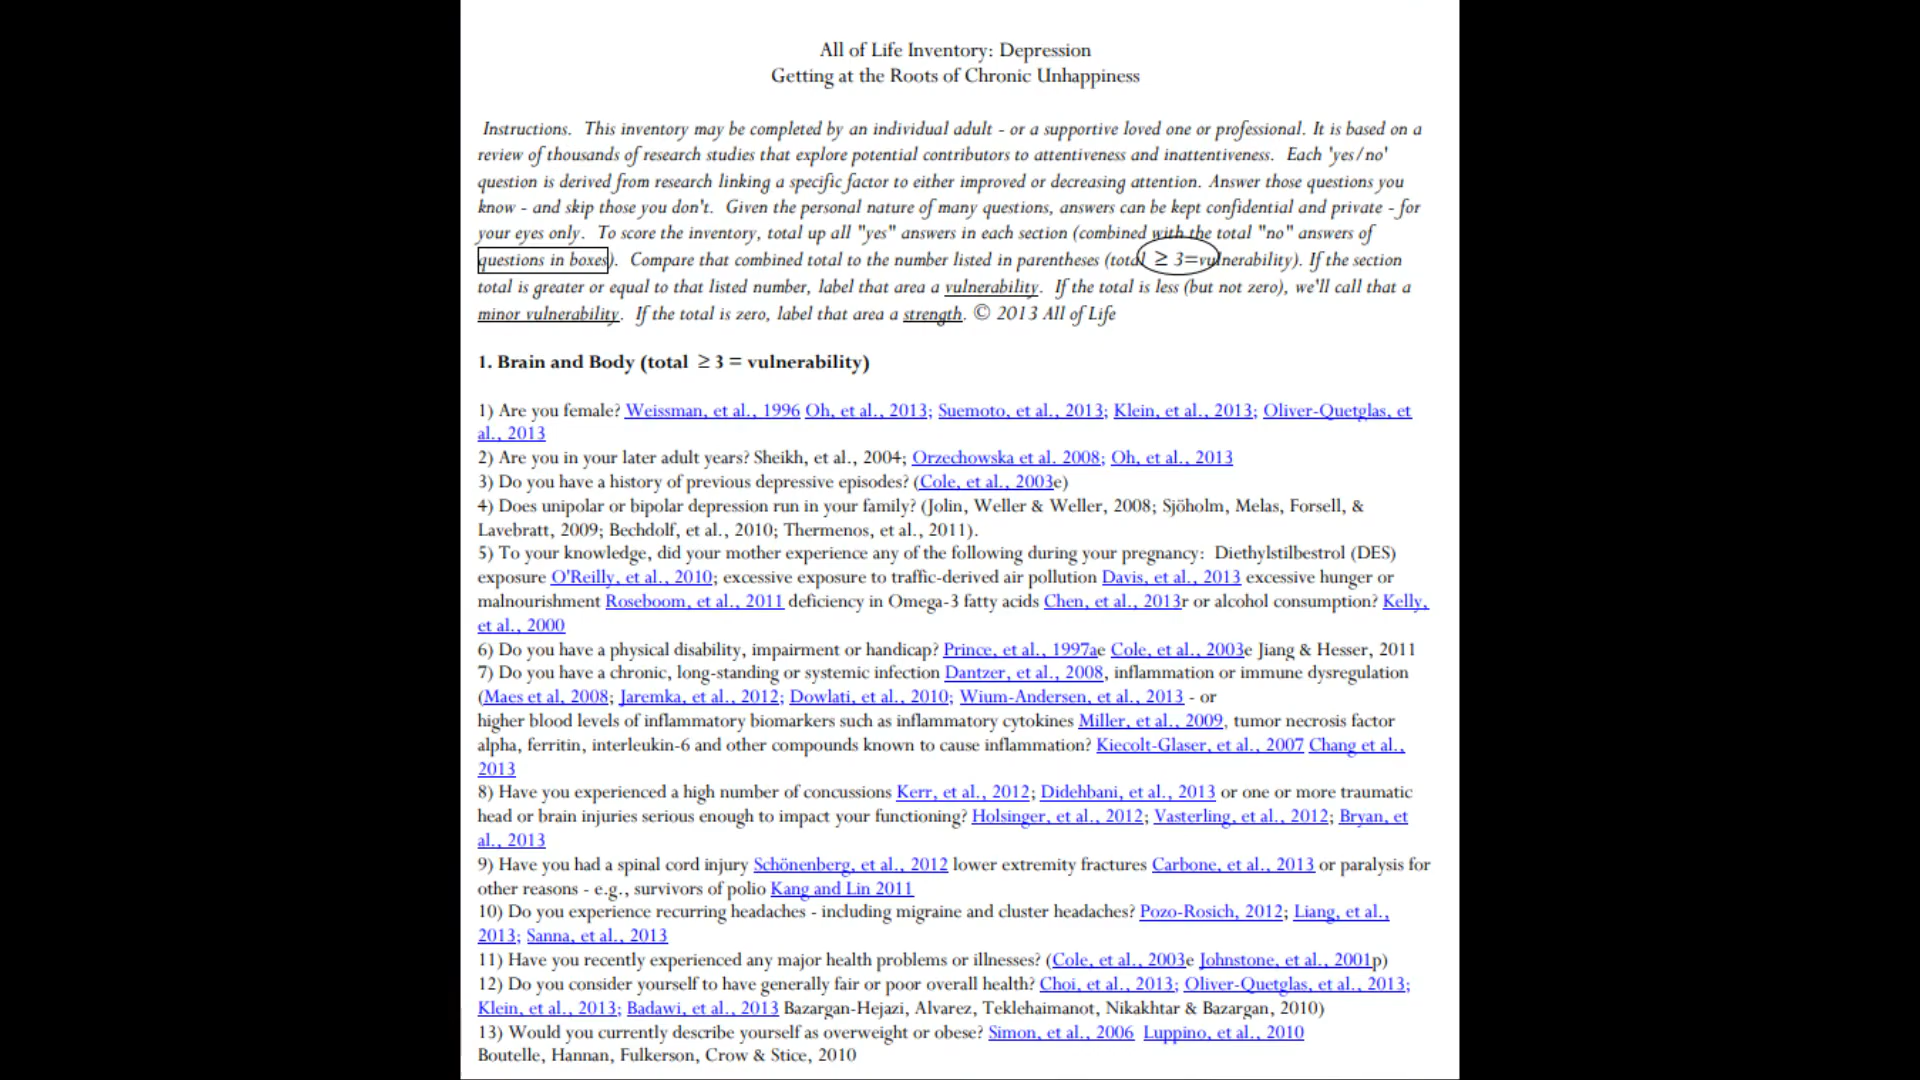 All of Life Inventory: Depression
Getting at the Roots of Chronic Unhappiness
Instructions. This inventory may be completed by an individual adult - or a supportive loved one or professional. It is based on a
review of thousands of research studies that explore potential contributors to attentiveness and inattentiveness. Each 'yes/no'
question is derived from research linking a specific factor to either improved or decreasing attention. Answer those questions you
know - and skip those you don't. Given the personal nature of many questions, answers can be kept confidential and private - for
your eyes only. To score the inventory, total up all "yes" answers in each section (combined with the total "no" answers of
questions in boxes). Compare that combined total to the number listed in parentheses (total ≥ 3=vulnerability). If the section
total is greater or equal to that listed number, label that area a vulnerability. If the total is less (but not zero), we'll call that a
minor vulnerability. If the total is zero, label that area a strength. © 2013 All of Life
1. Brain and Body (total ≥ 3 = vulnerability)
1) Are you female? Weissman, et al., 1996 Oh, et al., 2013; Suemoto, et al., 2013; Klein, et al., 2013; Oliver-Quetglas, et
al., 2013
2) Are you in your later adult years? Sheikh, et al., 2004; Orzechowska et al. 2008; Oh, et al., 2013
3) Do you have a history of previous depressive episodes? (Cole, et al., 2003e)
4) Does unipolar or bipolar depression run in your family? (Jolin, Weller & Weller, 2008; Sjöholm, Melas, Forsell, &
Lavebratt, 2009; Bechdolf, et al., 2010; Thermenos, et al., 2011).
5) To your knowledge, did your mother experience any of the following during your pregnancy: Diethylstilbestrol (DES)
exposure O'Reilly, et al., 2010; excessive exposure to traffic-derived air pollution Davis, et al., 2013 excessive hunger or
malnourishment Roseboom, et al., 2011 deficiency in Omega-3 fatty acids Chen, et al., 2013r or alcohol consumption? Kelly,
et al., 2000
6) Do you have a physical disability, impairment or handicap? Prince, et al., 1997ae Cole, et al., 2003e Jiang & Hesser, 2011
7) Do you have a chronic, long-standing or systemic infection Dantzer, et al., 2008, inflammation or immune dysregulation
(Maes et al, 2008; Jaremka, et al., 2012; Dowlati, et al., 2010; Wium-Andersen, et al., 2013 - or
higher blood levels of inflammatory biomarkers such as inflammatory cytokines Miller, et al., 2009, tumor necrosis factor
alpha, ferritin, interleukin-6 and other compounds known to cause inflammation? Kiecolt-Glaser, et al., 2007 Chang et al.,
2013
8) Have you experienced a high number of concussions Kerr, et al., 2012; Didehbani, et al., 2013 or one or more traumatic
head or brain injuries serious enough to impact your functioning? Holsinger, et al., 2012; Vasterling, et al., 2012; Bryan, et
al., 2013
9) Have you had a spinal cord injury Schönenberg, et al., 2012 lower extremity fractures Carbone, et al., 2013 or paralysis for
other reasons - e.g., survivors of polio Kang and Lin 2011
10) Do you experience recurring headaches - including migraine and cluster headaches? Pozo-Rosich, 2012; Liang, et al.,
2013; Sanna, et al., 2013
11) Have you recently experienced any major health problems or illnesses? (Cole, et al., 2003e Johnstone, et al., 2001p)
12) Do you consider yourself to have generally fair or poor overall health? Choi, et al., 2013; Oliver-Quetglas, et al., 2013;
Klein, et al., 2013; Badawi, et al., 2013 Bazargan-Hejazi, Alvarez, Teklehaimanot, Nikakhtar & Bazargan, 2010)
13) Would you currently describe yourself as overweight or obese? Simon, et al., 2006 Luppino, et al., 2010
Boutelle, Hannan, Fulkerson, Crow & Stice, 2010